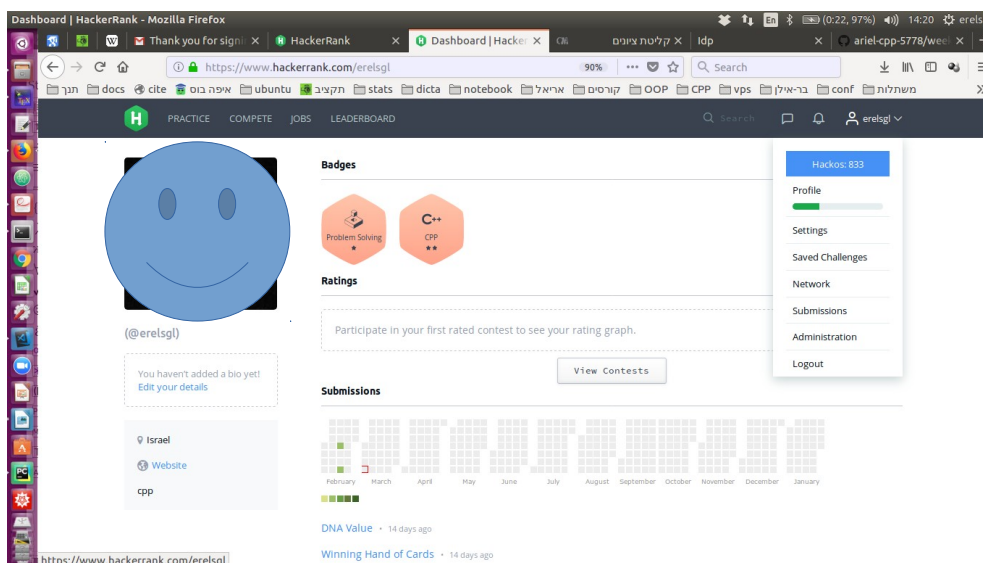 Dashboard | HackerRank - Mozilla Firefox
En (0:22, 97%) 14:20 erels
Thank you for signi
HackerRank
Dashboard | Hacker
קליטת ציונים
Idp
ariel-cpp-5778/wee
https://www.hackerrank.com/erelsgl
90%
Search
תנך docs cite איפה בוס ubuntu תקציב stats dicta notebook אריאל קורסים OOP CPP vps בר-אילן conf משתלות
H PRACTICE COMPETE JOBS LEADERBOARD Search erelsgl
Hackos: 833
Profile
Settings
Saved Challenges
Network
Submissions
Administration
Logout
(@erelsgl)
You haven't added a bio yet!
Edit your details
Israel
Website
cpp
Badges
Problem Solving
C++
CPP
Ratings
Participate in your first rated contest to see your rating graph.
View Contests
Submissions
February March April May June July August September October November December January
DNA Value • 14 days ago
Winning Hand of Cards • 14 days ago
https://www.hackerrank.com/erelsgl